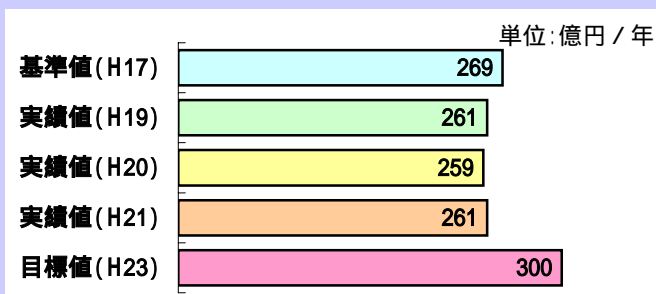 単位:億円/年
基準値(H17) 269
実績値(H19) 261
実績値(H20) 259
実績値(H21) 261
目標値(H23) 300